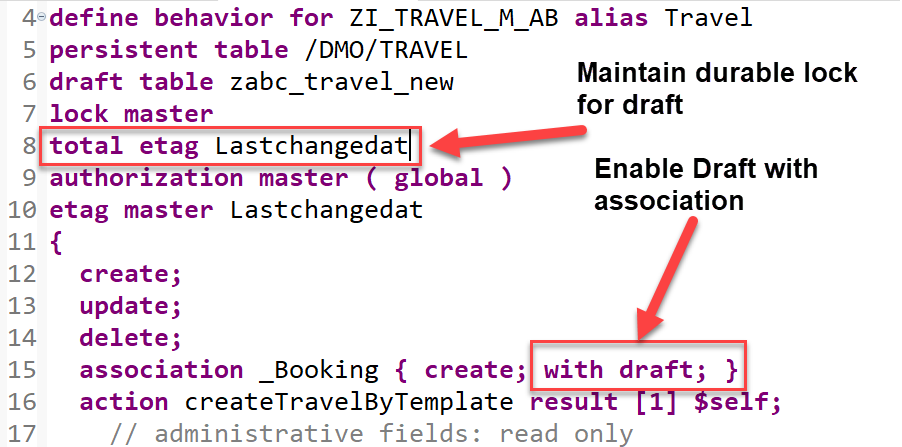 4 define behavior for ZI_TRAVEL_M_AB alias Travel
5 persistent table /DMO/TRAVEL
6 draft table zabc_travel_new
7 lock master
8 total etag Lastchangedat
9 authorization master ( global )
10 etag master Lastchangedat
11 {
12 create;
13 update;
14 delete;
15 association _Booking { create; with draft; }
16 action createTravelByTemplate result [1] $self;
17 // administrative fields: read only
Maintain durable lock
for draft
Enable Draft with
association